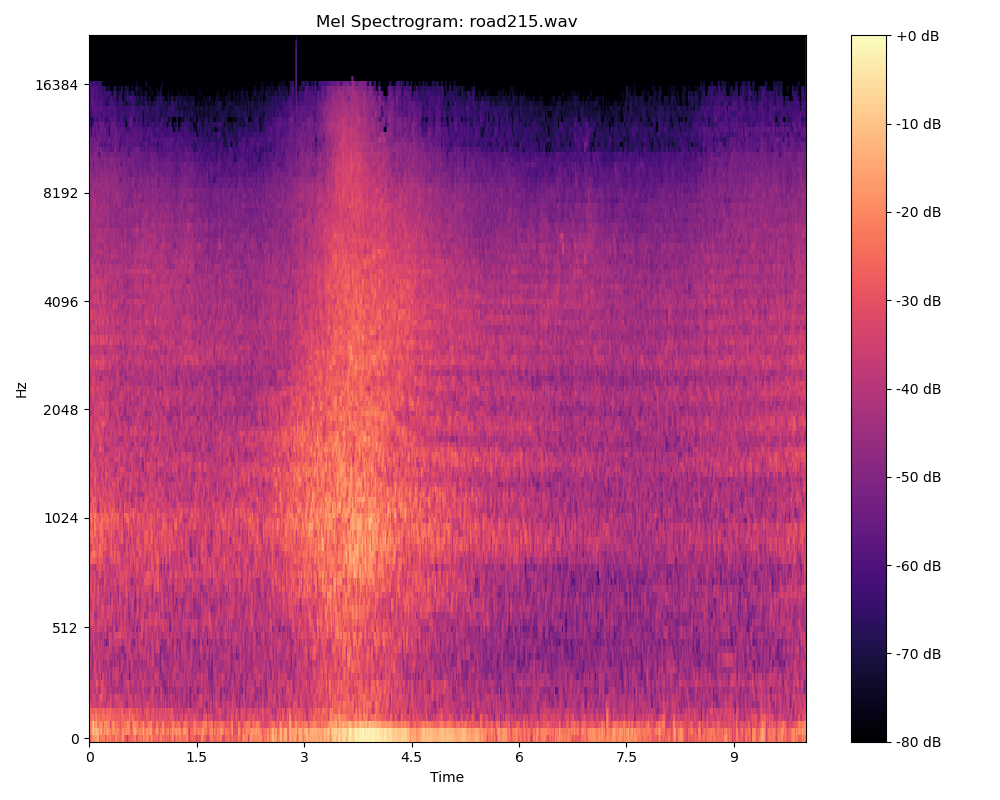 Mel Spectrogram: road215.wav
Hz
16384
8192
4096
2048
1024
512
0
0 1.5 3 4.5 6 7.5 9
Time
+0 dB
-10 dB
-20 dB
-30 dB
-40 dB
-50 dB
-60 dB
-70 dB
-80 dB